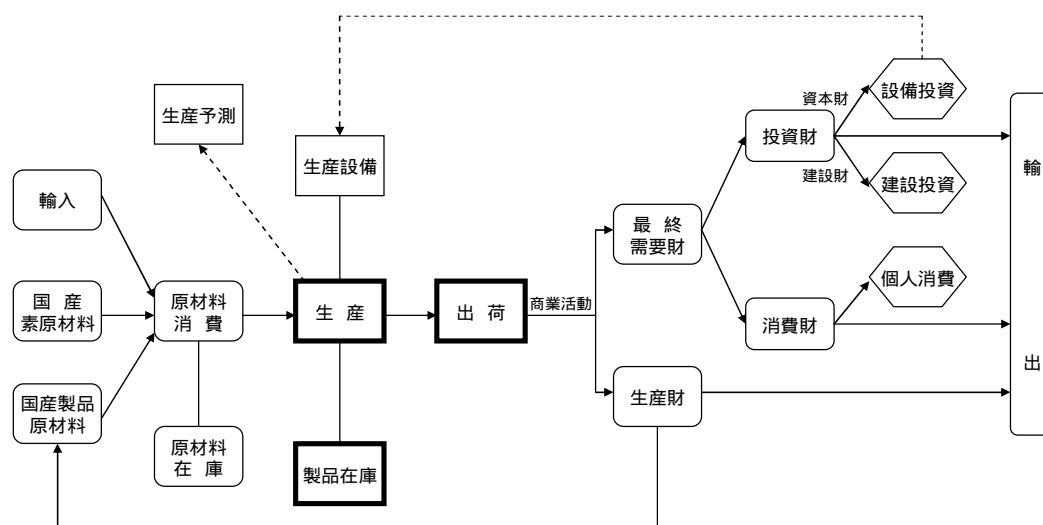 生産予測
生産設備
輸入
国 産
素原材料
国産製品
原材料
原材料
消 費
原材料
在 庫
生 産
製品在庫
出 荷
商業活動
最 終
需要財
生産財
投資財
消費財
資本財
建設財
設備投資
建設投資
個人消費
輸
出